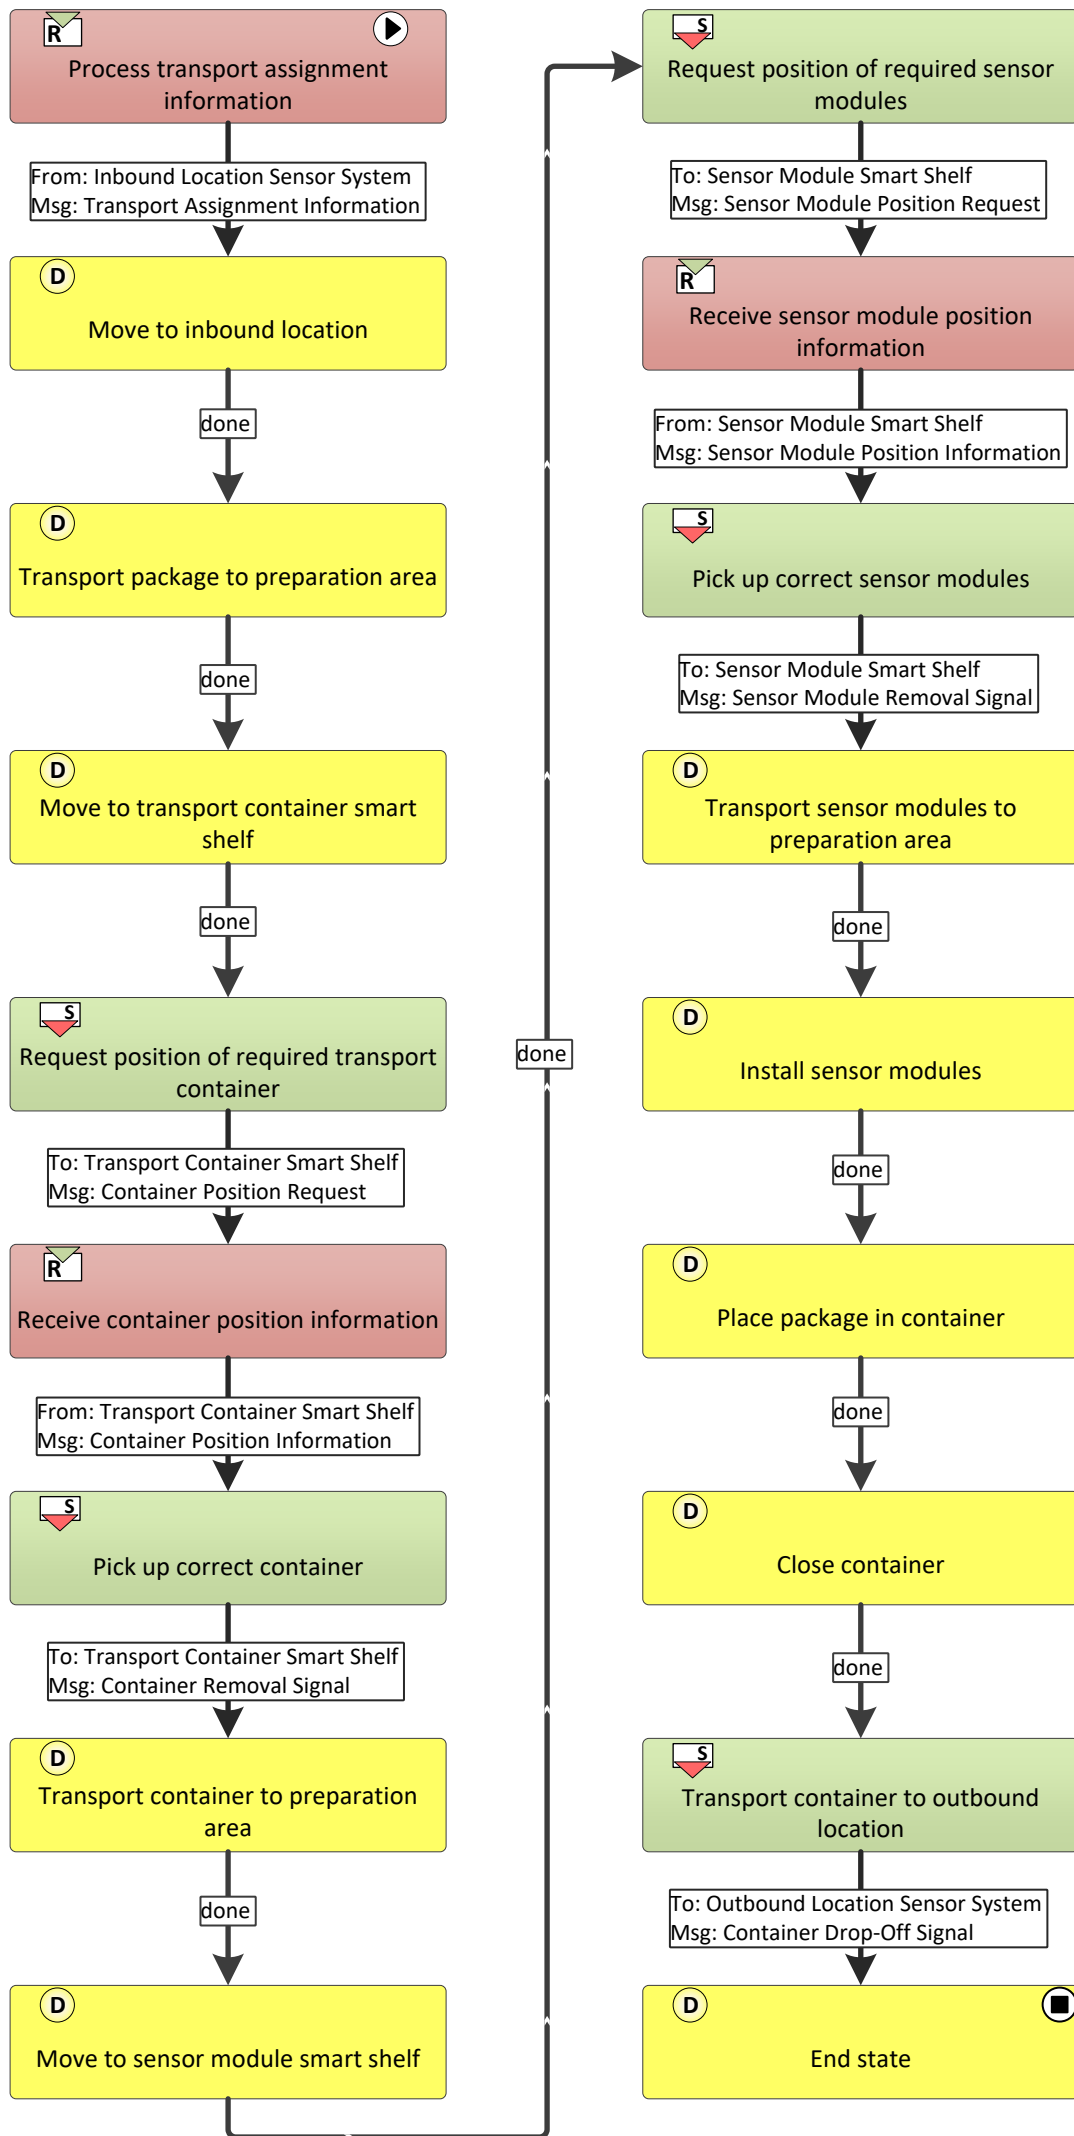 R
Process transport assignment
information
From: Inbound Location Sensor System
Msg: Transport Assignment Information
D
Move to inbound location
done
D
Transport package to preparation area
done
D
Move to transport container smart
shelf
done
S
Request position of required transport
container
To: Transport Container Smart Shelf
Msg: Container Position Request
R
Receive container position information
From: Transport Container Smart Shelf
Msg: Container Position Information
S
Pick up correct container
To: Transport Container Smart Shelf
Msg: Container Removal Signal
D
Transport container to preparation
area
done
D
Move to sensor module smart shelf
done
S
Request position of required sensor
modules
To: Sensor Module Smart Shelf
Msg: Sensor Module Position Request
R
Receive sensor module position
information
From: Sensor Module Smart Shelf
Msg: Sensor Module Position Information
S
Pick up correct sensor modules
To: Sensor Module Smart Shelf
Msg: Sensor Module Removal Signal
D
Transport sensor modules to
preparation area
done
D
Install sensor modules
done
D
Place package in container
done
D
Close container
done
S
Transport container to outbound
location
To: Outbound Location Sensor System
Msg: Container Drop-Off Signal
D
End state